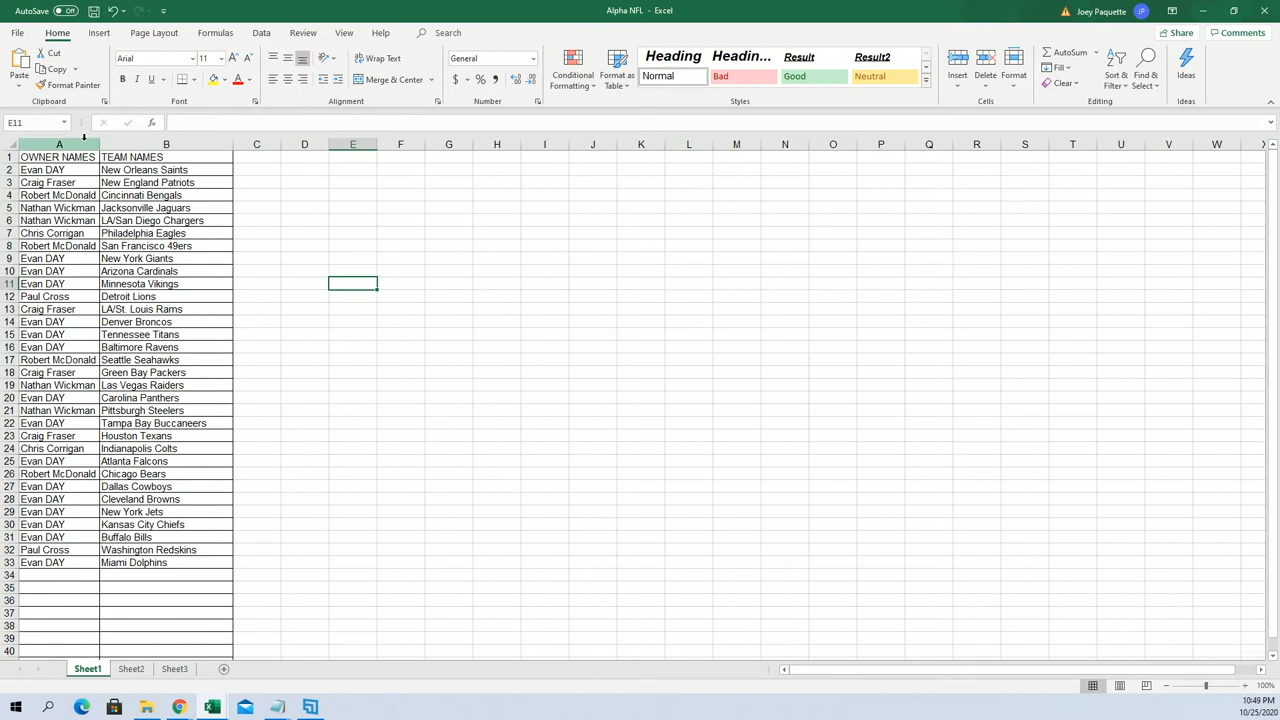 AutoSave Off Alpha NFL - Excel Joey Paquette JP
File Home Insert Page Layout Formulas Data Review View Help Search Share Comments
Paste Cut Copy Format Painter Clipboard
Arial 11 A A B I U A Font
ab Merge & Center Alignment
General $ % , Number
Conditional Formatting Format as Table
Heading Headin... Result Result2
Normal Bad Good Neutral
Styles
Insert Delete Format Cells
AutoSum Fill Clear Sort & Filter Find & Select Editing
Ideas Ideas
E11 fx
A B C D E F G H I J K L M N O P Q R S T U V W X
1 OWNER NAMES TEAM NAMES
2 Evan DAY New Orleans Saints
3 Craig Fraser New England Patriots
4 Robert McDonald Cincinnati Bengals
5 Nathan Wickman Jacksonville Jaguars
6 Nathan Wickman LA/San Diego Chargers
7 Chris Corrigan Philadelphia Eagles
8 Robert McDonald San Francisco 49ers
9 Evan DAY New York Giants
10 Evan DAY Arizona Cardinals
11 Evan DAY Minnesota Vikings
12 Paul Cross Detroit Lions
13 Craig Fraser LA/St. Louis Rams
14 Evan DAY Denver Broncos
15 Evan DAY Tennessee Titans
16 Evan DAY Baltimore Ravens
17 Robert McDonald Seattle Seahawks
18 Craig Fraser Green Bay Packers
19 Nathan Wickman Las Vegas Raiders
20 Evan DAY Carolina Panthers
21 Nathan Wickman Pittsburgh Steelers
22 Evan DAY Tampa Bay Buccaneers
23 Craig Fraser Houston Texans
24 Chris Corrigan Indianapolis Colts
25 Evan DAY Atlanta Falcons
26 Robert McDonald Chicago Bears
27 Evan DAY Dallas Cowboys
28 Evan DAY Cleveland Browns
29 Evan DAY New York Jets
30 Evan DAY Kansas City Chiefs
31 Evan DAY Buffalo Bills
32 Paul Cross Washington Redskins
33 Evan DAY Miami Dolphins
34
35
36
37
38
39
40
Sheet1 Sheet2 Sheet3
100%
10:49 PM
10/25/2020